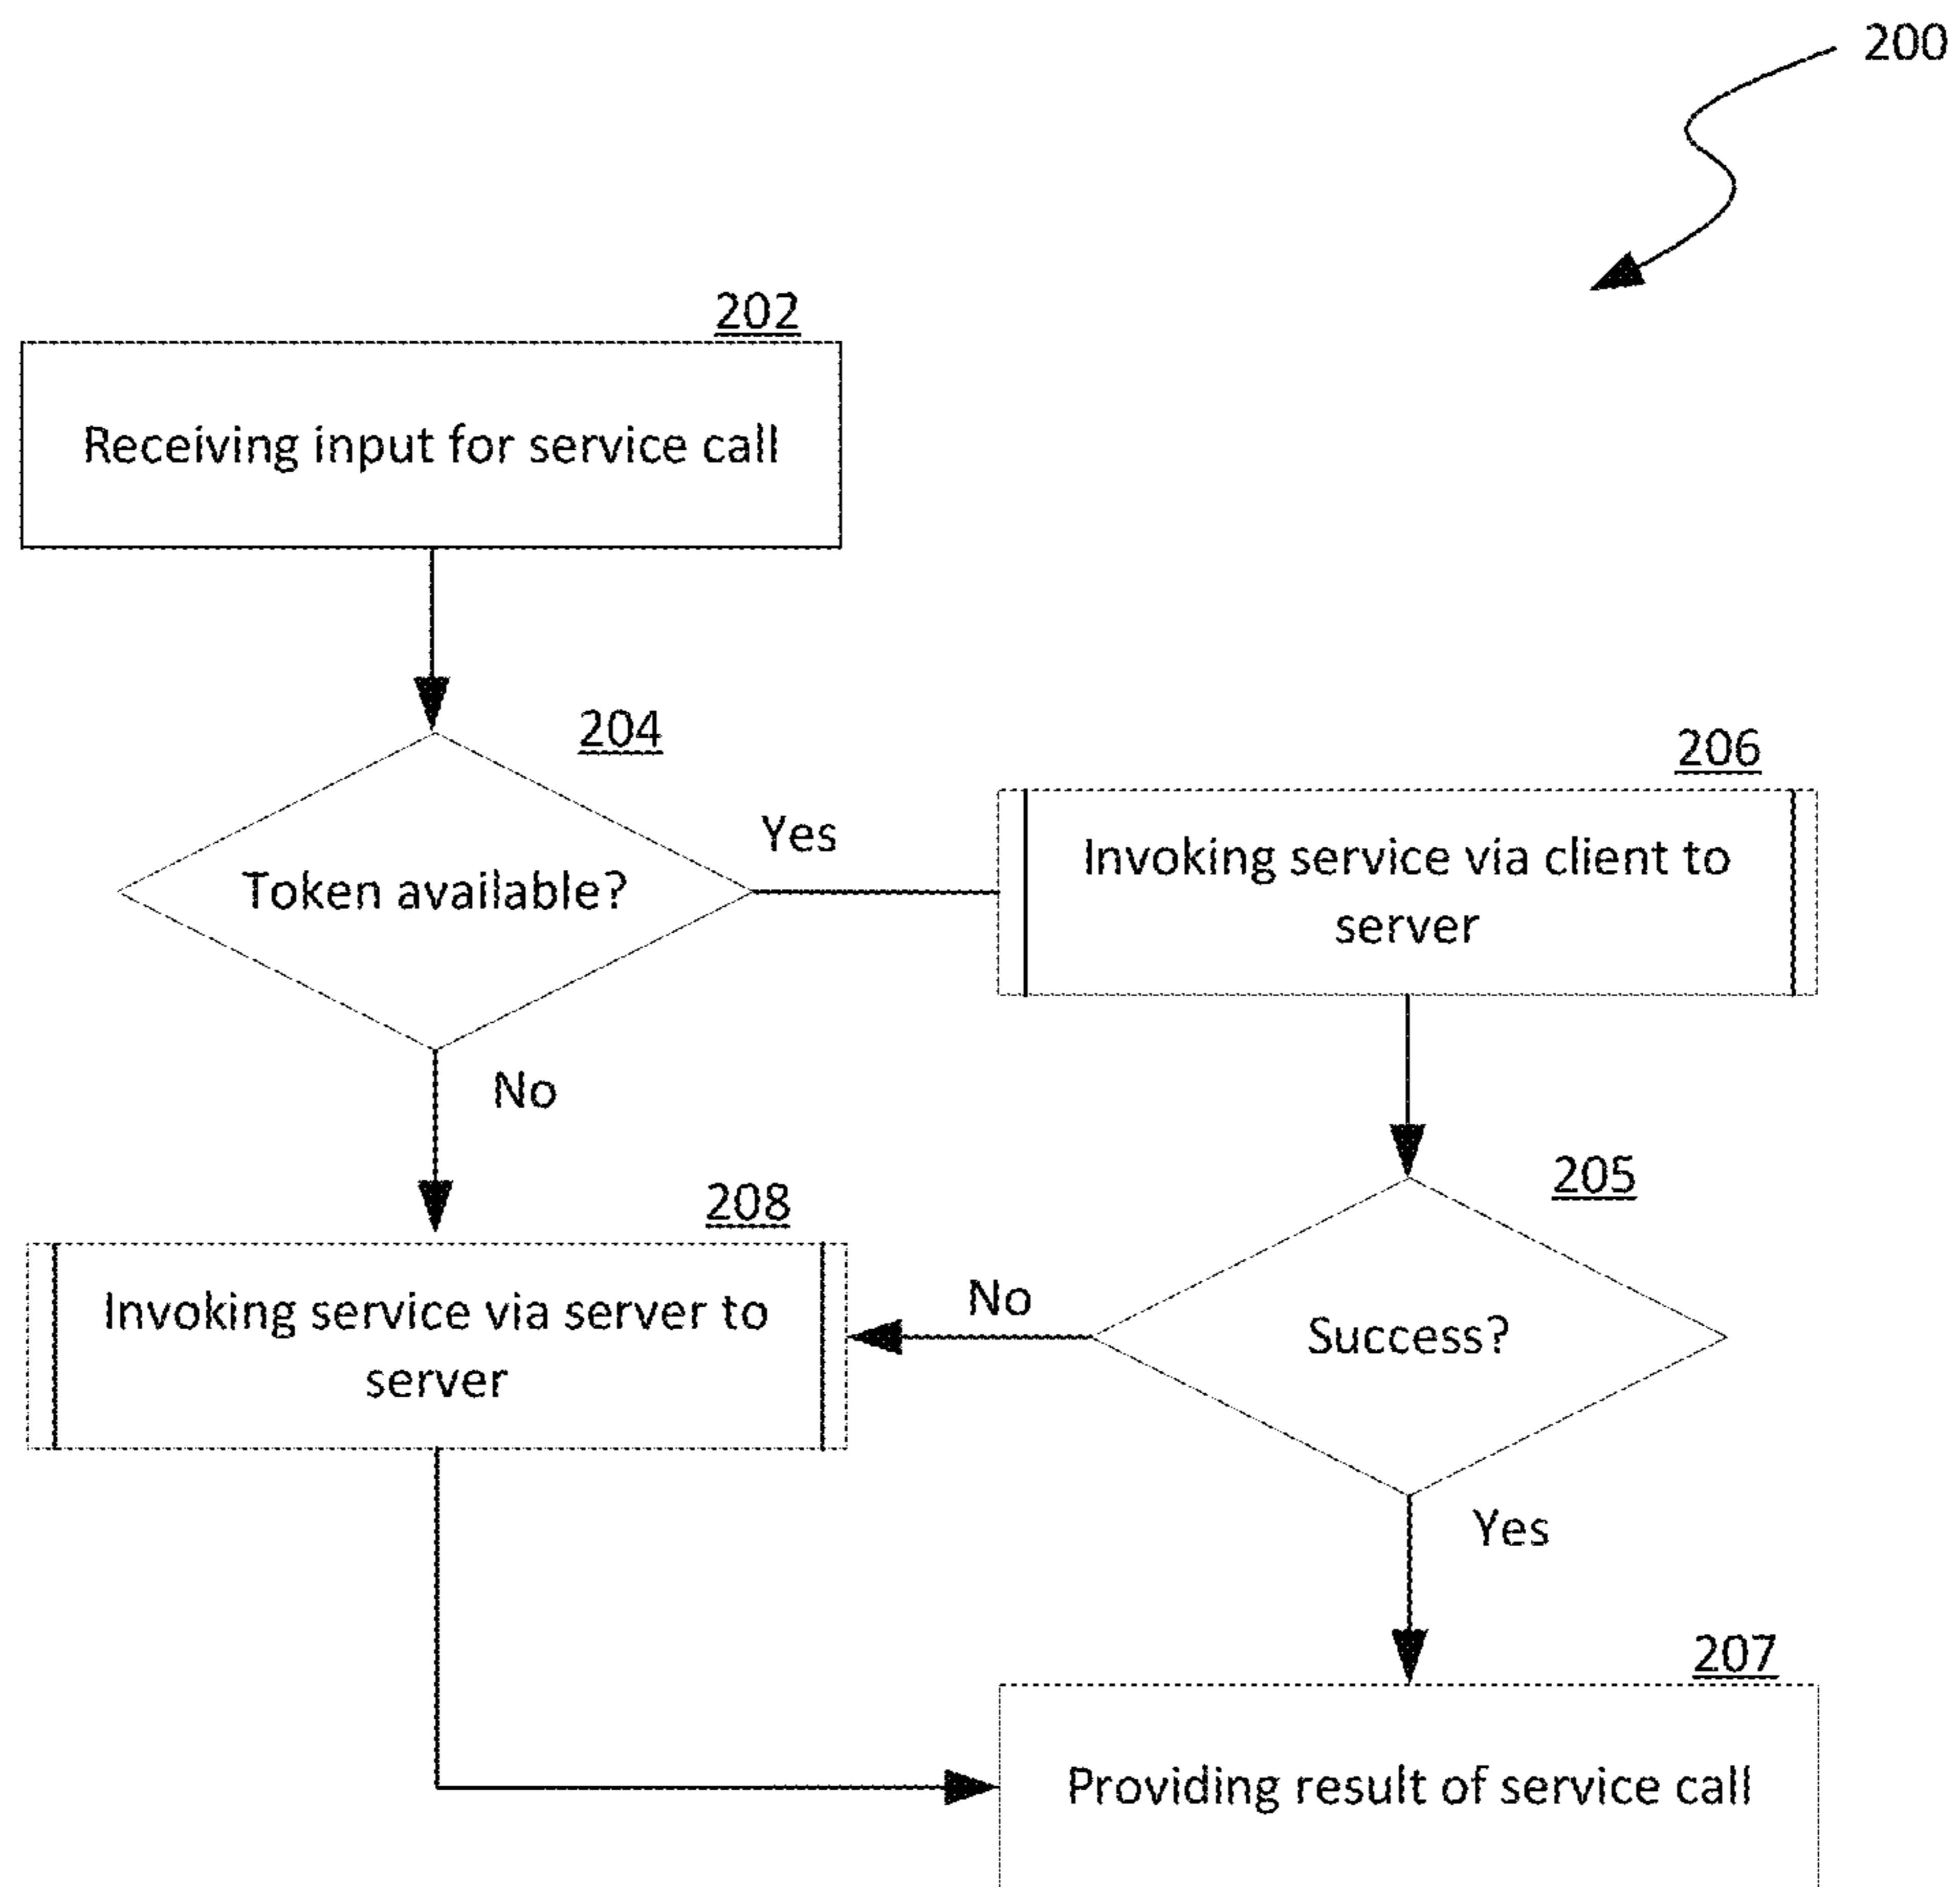 200
202
Receiving input for service call
204
206
Yes
Invoking service via client to
server
Token available?
No
205
208
No
Invoking service via server to
server
Success?
Yes
207
Providing result of service call